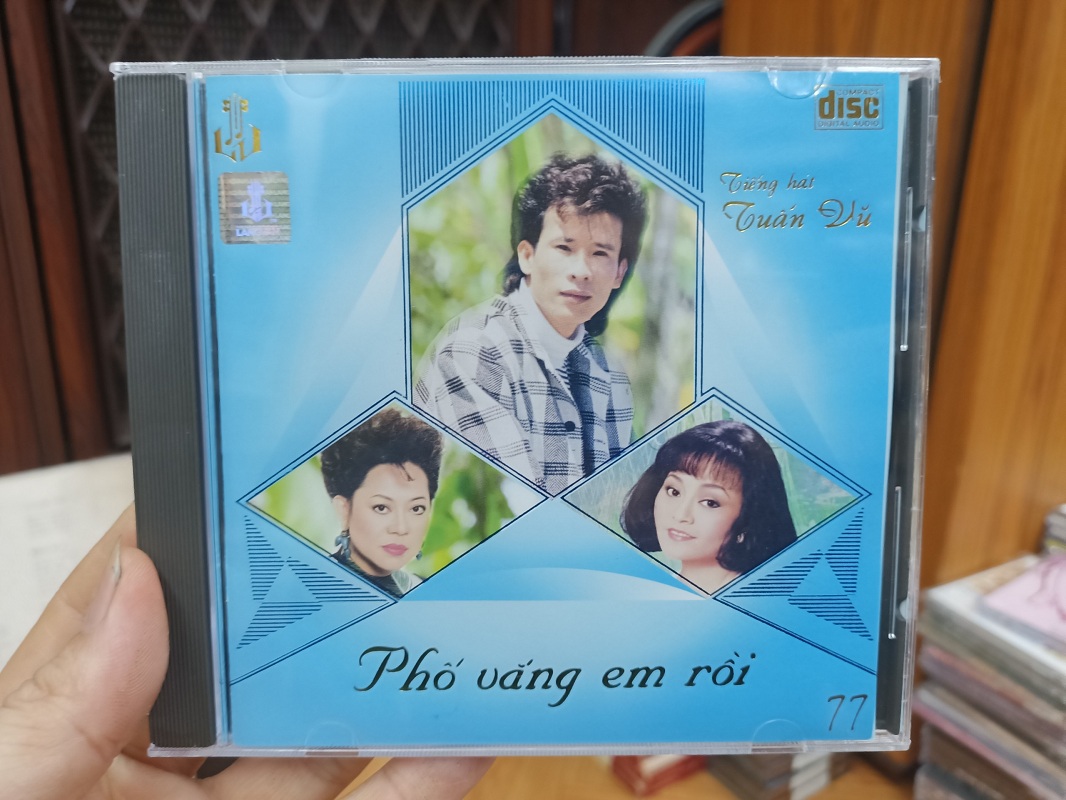 COMPACT
disc
DIGITAL AUDIO
Tiếng hát
Tuấn Vũ
Phố vắng em rồi
77